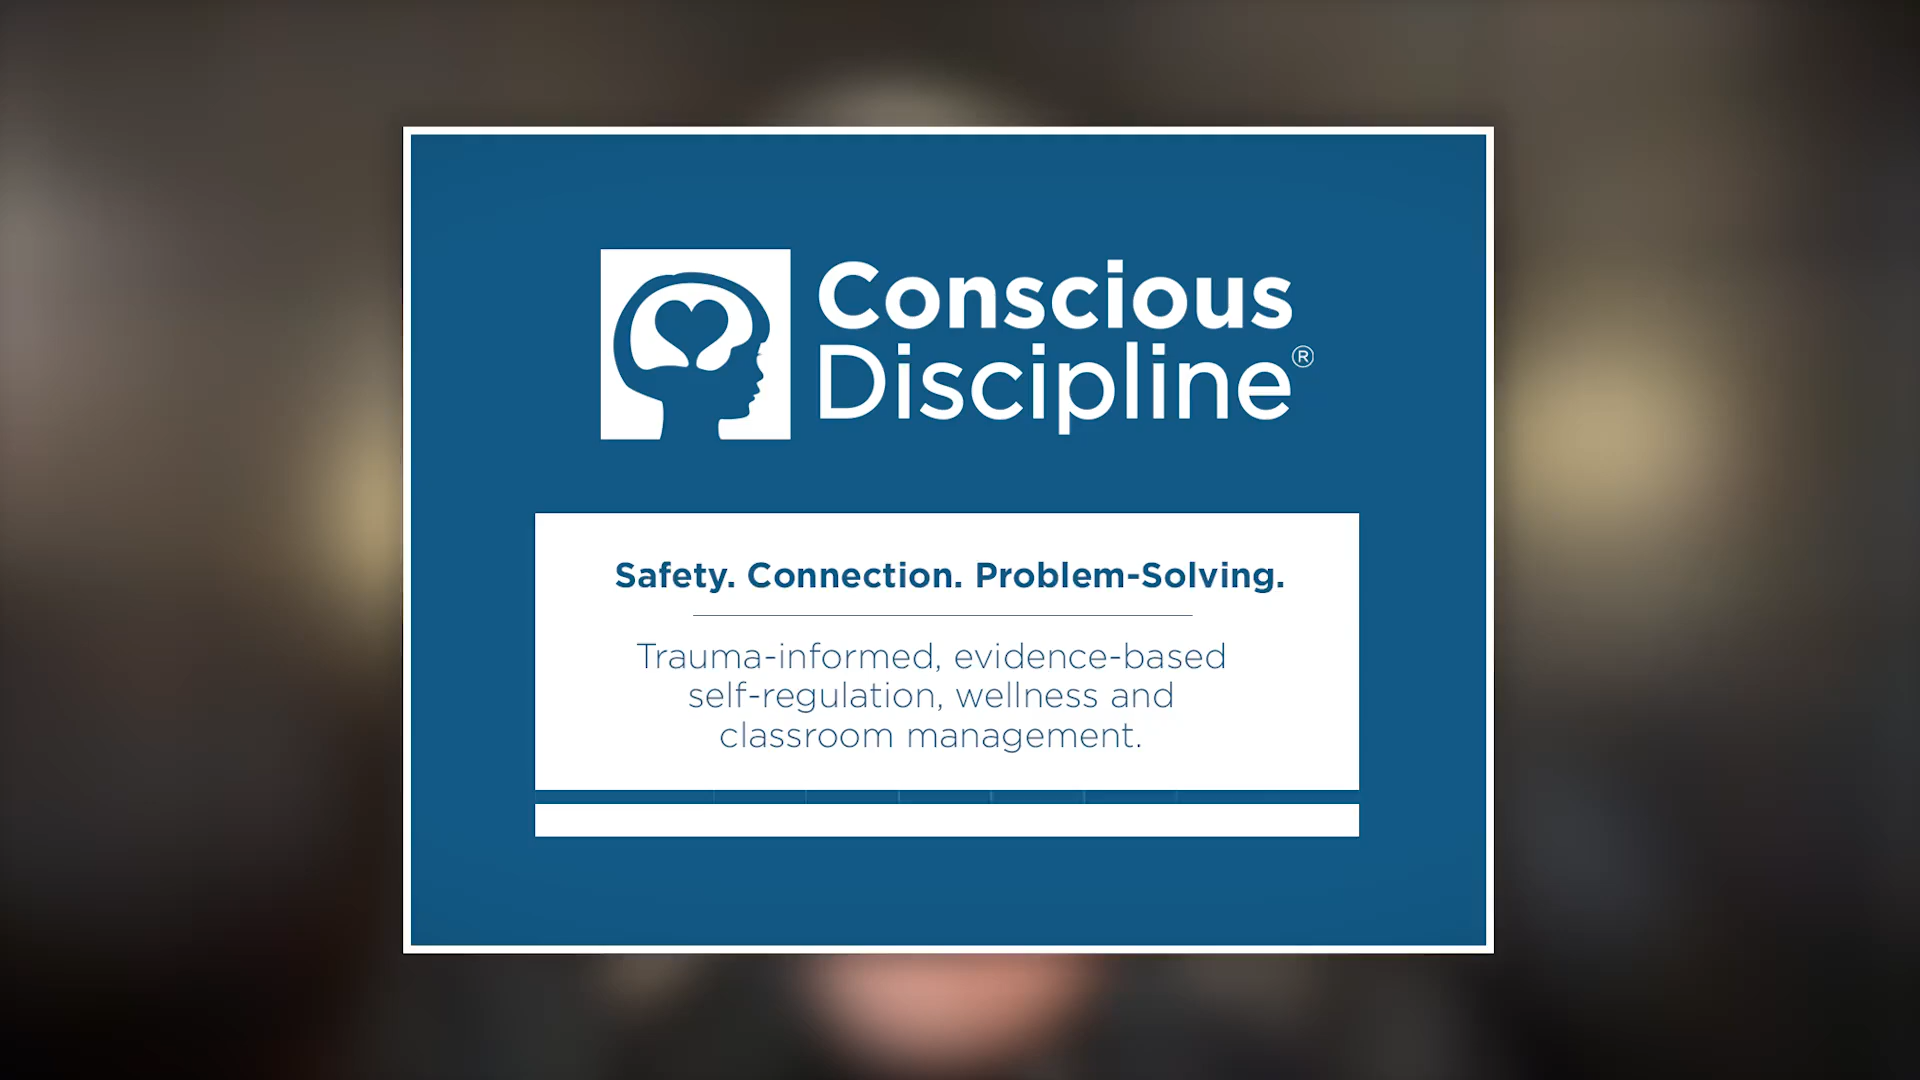 Conscious
Discipline®
Safety. Connection. Problem-Solving.
Trauma-informed, evidence-based
self-regulation, wellness and
classroom management.